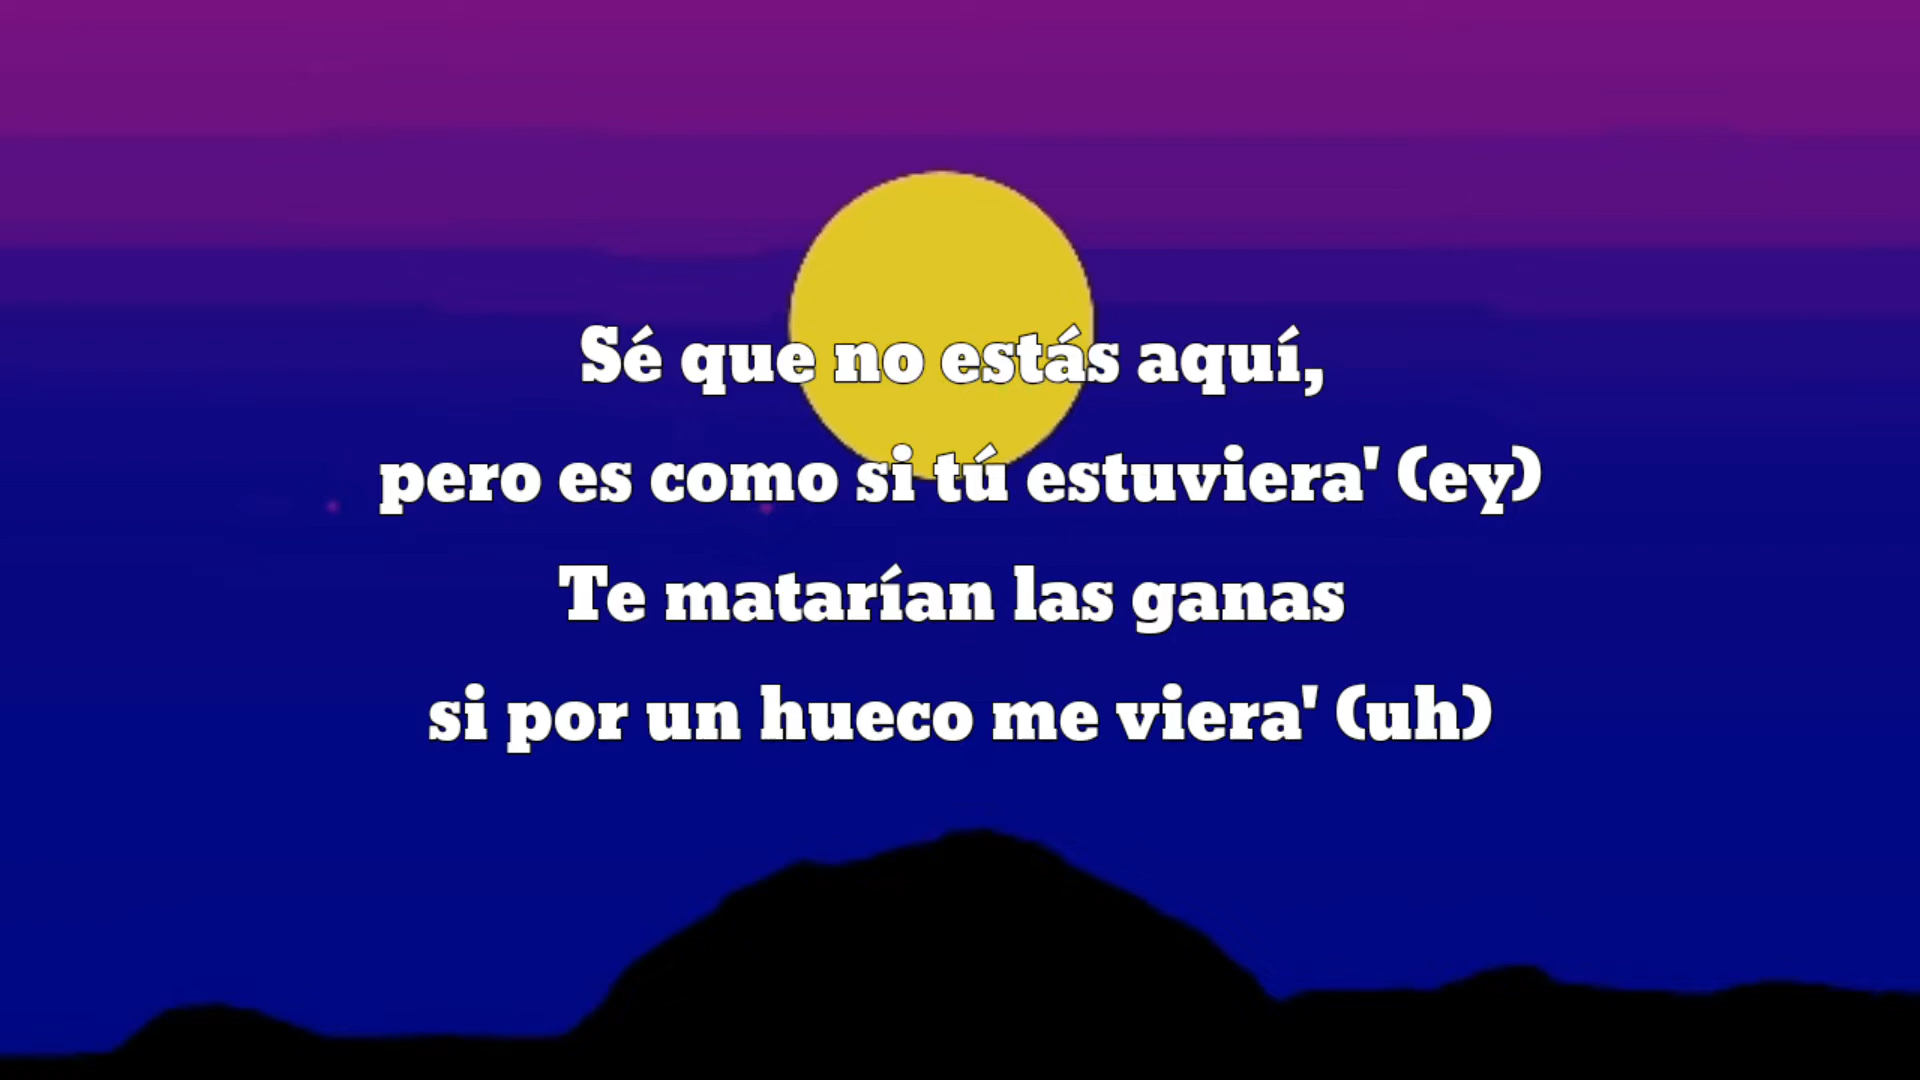 Sé que no estás aquí,
pero es como si tú estuviera' (ey)
Te matarían las ganas
si por un hueco me viera' (uh)